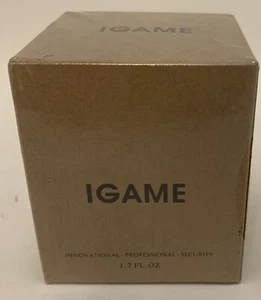 IGAME
IGAME
INNOVATIONAL · PROFESSIONAL · SECURITY
1.7 FL.OZ